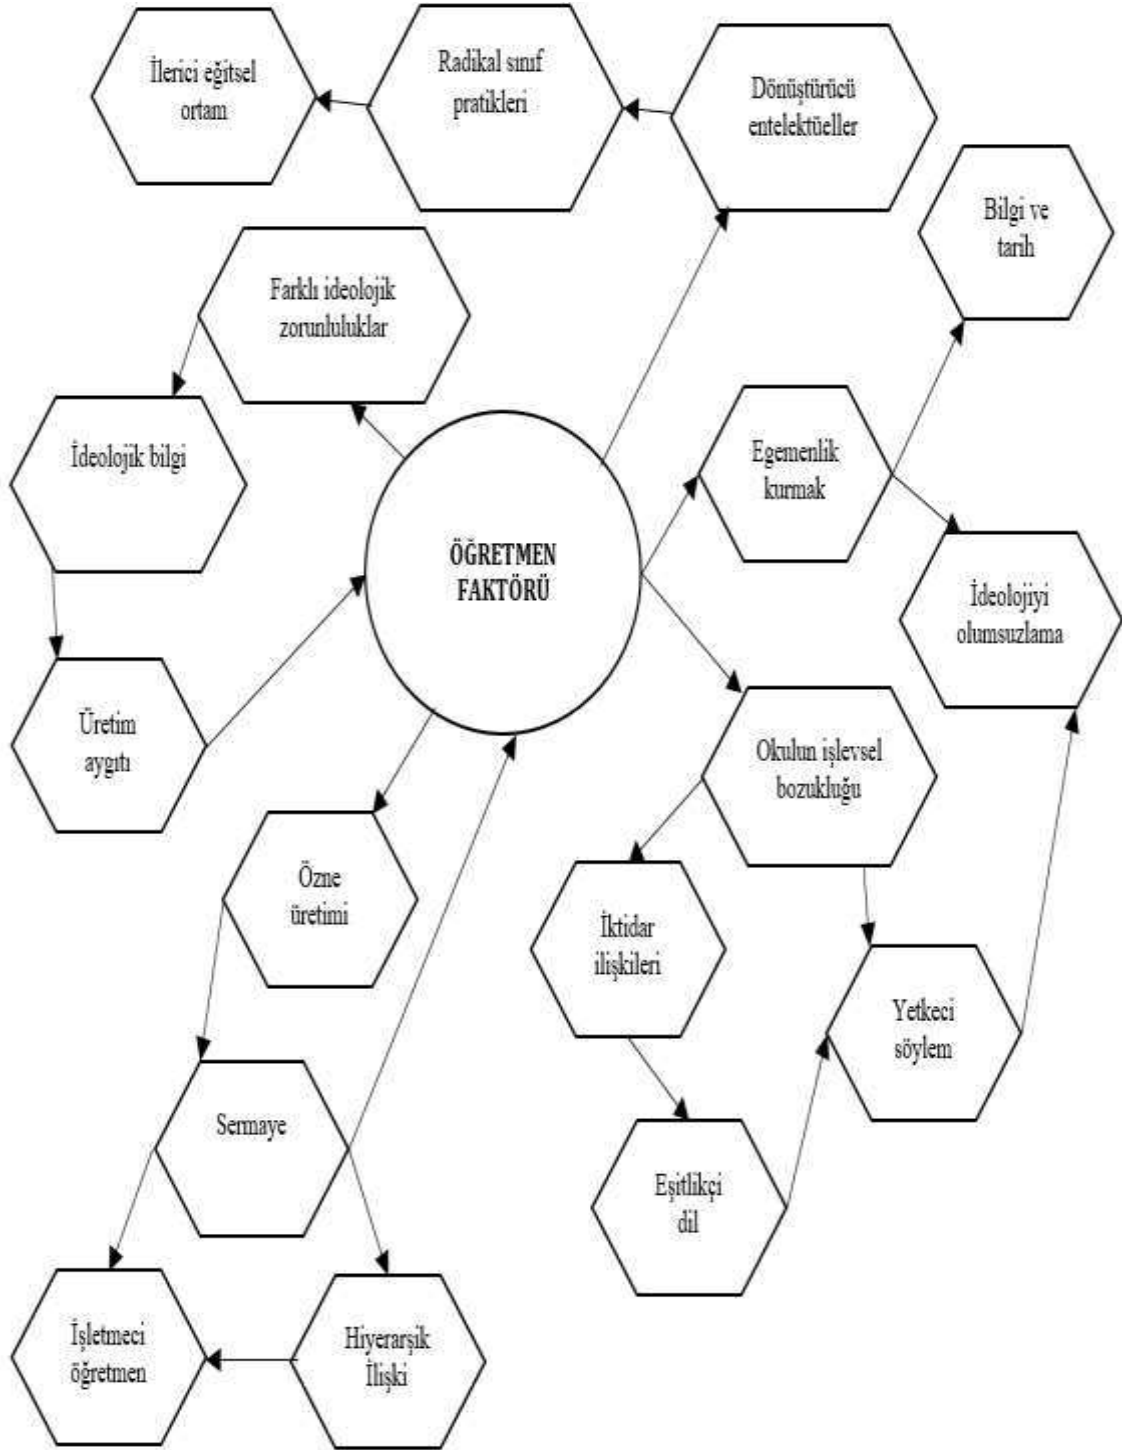 İlerici eğitsel
ortam
Radikal sınıf
pratikleri
Dönüştürücü
entelektüeller
Bilgi ve
tarih
Farklı ideolojik
zorunluluklar
İdeolojik bilgi
Egemenlik
kurmak
ÖĞRETMEN
FAKTÖRÜ
İdeolojiyi
olumsuzlama
Üretim
aygıtı
Okulun işlevsel
bozukluğu
Özne
üretimi
İktidar
ilişkileri
Yetkeci
söylem
Sermaye
Eşitlikçi
dil
İşletmeci
öğretmen
Hiyerarşik
İlişki